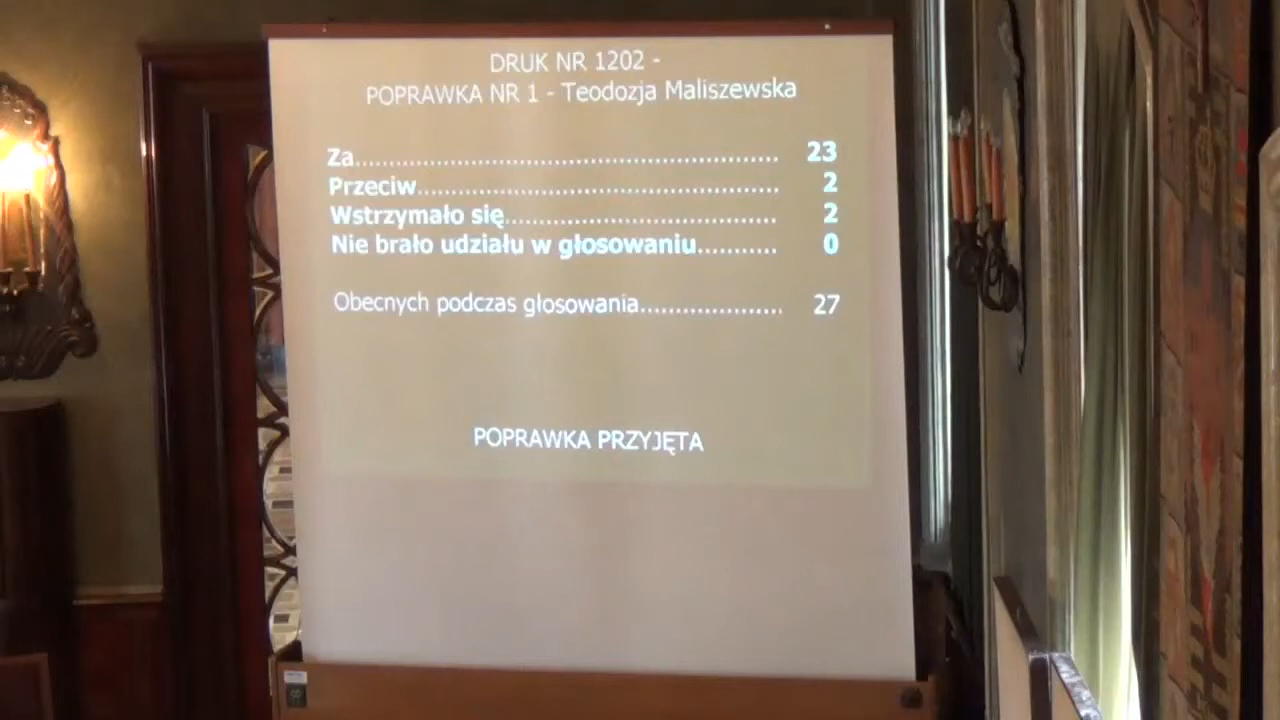 DRUK NR 1202 -
POPRAWKA NR 1 - Teodozja Maliszewska
Za.................................................................. 23
Przeciw......................................................... 2
Wstrzymało się........................................... 2
Nie brało udziału w głosowaniu............ 0
Obecnych podczas głosowania..................... 27
POPRAWKA PRZYJĘTA